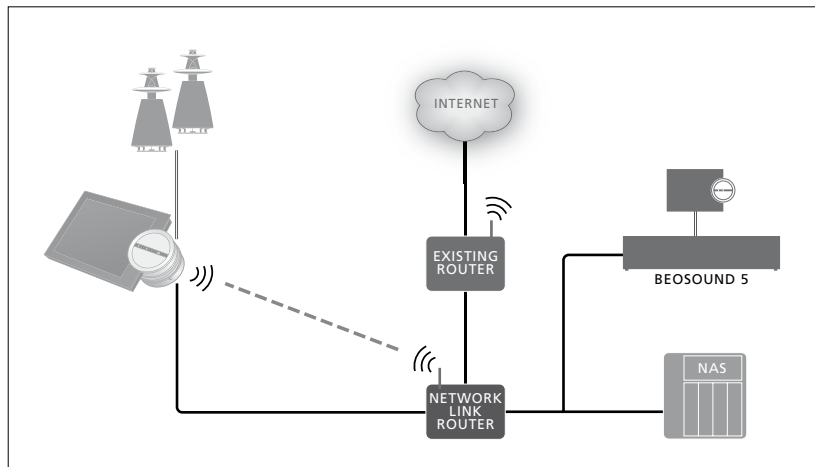 INTERNET
EXISTING
ROUTER
BEOSOUND 5
NAS
NETWORK
LINK
ROUTER